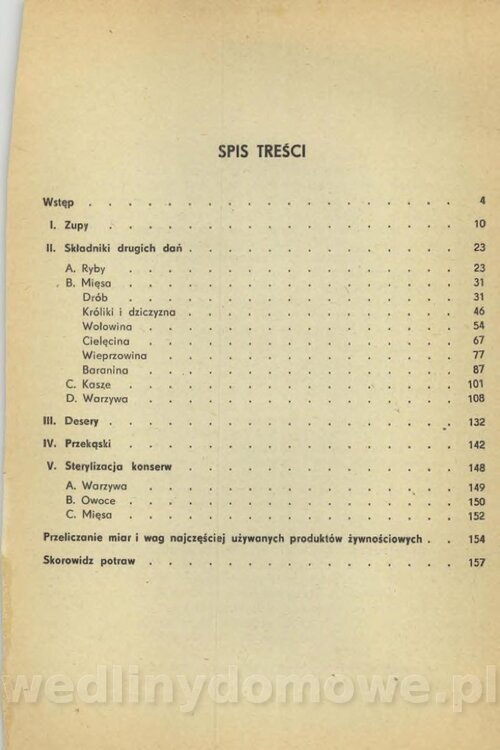 SPIS TREŚCI
Wstęp . . . . . . . . . . . . . . 4
I. Zupy . . . . . . . . . . . . . . 10
II. Składniki drugich dań . . . . . . . . . . 23
A. Ryby . . . . . . . . . . . . . 23
B. Mięsa . . . . . . . . . . . . . 31
Drób . . . . . . . . . . . . . 31
Króliki i dziczyzna . . . . . . . . . . 46
Wołowina . . . . . . . . . . . 54
Cielęcina . . . . . . . . . . . 67
Wieprzowina . . . . . . . . . . . 77
Baranina . . . . . . . . . . . 87
C. Kasze . . . . . . . . . . . . . 101
D. Warzywa . . . . . . . . . . . . 108
III. Desery . . . . . . . . . . . . . 132
IV. Przekąski . . . . . . . . . . . . . 142
V. Sterylizacja konserw . . . . . . . . . . 148
A. Warzywa . . . . . . . . . . . . 149
B. Owoce . . . . . . . . . . . . 150
C. Mięsa . . . . . . . . . . . . 152
Przeliczanie miar i wag najczęściej używanych produktów żywnościowych . . 154
Skorowidz potraw . . . . . . . . . . . . 157
wedlinydomowe.pl